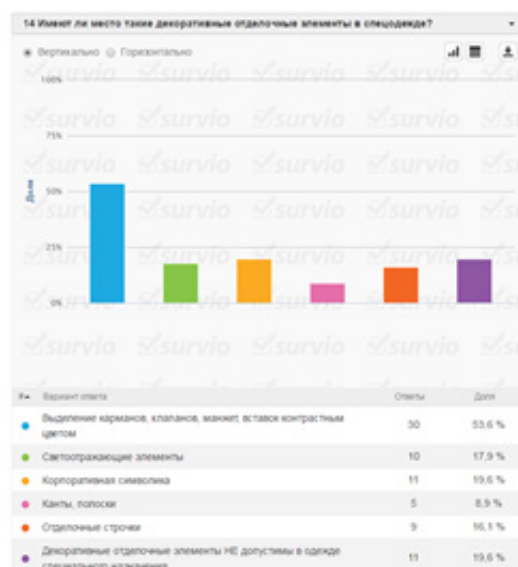 14 Имеют ли место такие декоративные отделочные элементы в спецодежде?
Вертикально Горизонтально
100%
75%
Доля
50%
25%
0%
survio
#  Вариант ответа Ответы Доля
Выделение карманов, клапанов, манжет, вставок контрастным 30 53,6 %
цветом
Светоотражающие элементы 10 17,9 %
Корпоративная символика 11 19,6 %
Канты, полоски 5 8,9 %
Отделочные строчки 9 16,1 %
Декоративные отделочные элементы НЕ допустимы в одежде 11 19,6 %
специального назначения